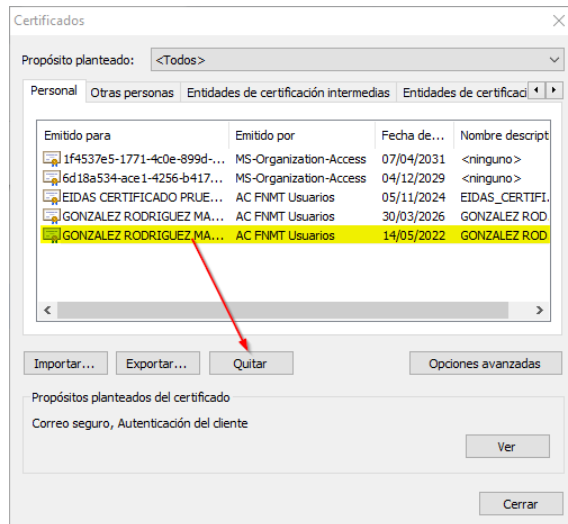 Certificados
Propósito planteado: <Todos>
Personal Otras personas Entidades de certificación intermedias Entidades de certificaci
Emitido para Emitido por Fecha de... Nombre descript
1f4537e5-1771-4c0e-899d-... MS-Organization-Access 07/04/2031 <ninguno>
6d18a534-ace1-4256-b417... MS-Organization-Access 04/12/2029 <ninguno>
EIDAS CERTIFICADO PRUE... AC FNMT Usuarios 05/11/2024 EIDAS_CERTIFI.
GONZALEZ RODRIGUEZ MA... AC FNMT Usuarios 30/03/2026 GONZALEZ ROD
GONZALEZ RODRIGUEZ MA... AC FNMT Usuarios 14/05/2022 GONZALEZ ROD
Importar... Exportar... Quitar Opciones avanzadas
Propósitos planteados del certificado
Correo seguro, Autenticación del cliente
Ver
Cerrar